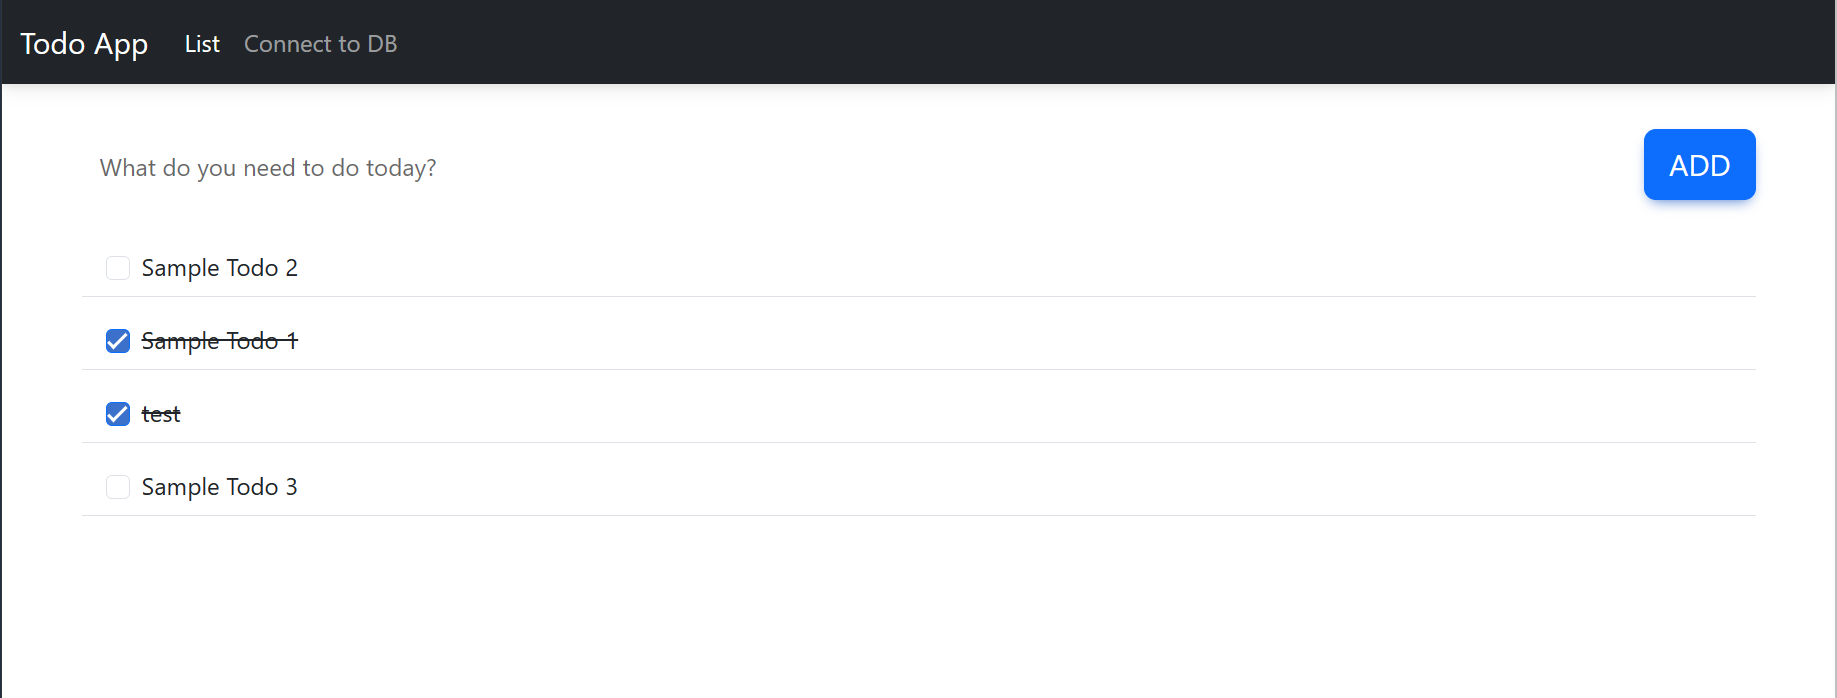 Todo App List Connect to DB
What do you need to do today? ADD
Sample Todo 2
Sample Todo 1
test
Sample Todo 3